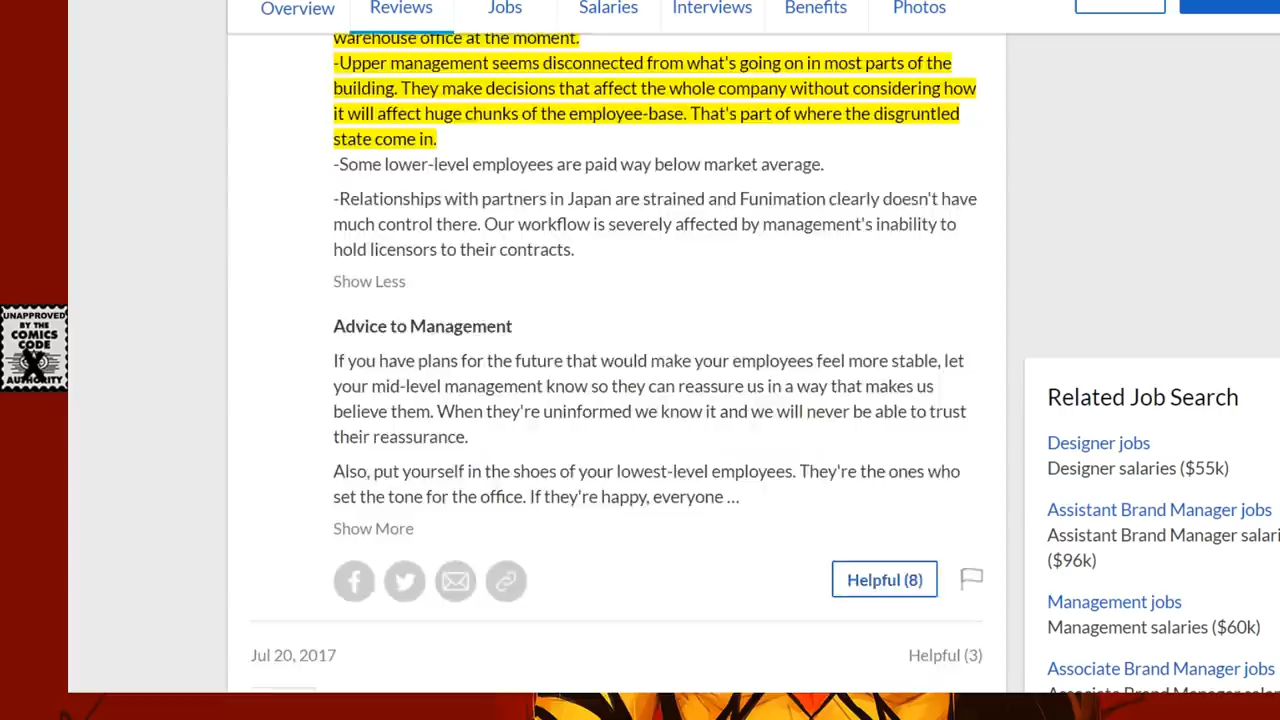 Overview
Reviews
Jobs
Salaries
Interviews
Benefits
Photos
warehouse office at the moment.
-Upper management seems disconnected from what's going on in most parts of the
building. They make decisions that affect the whole company without considering how
it will affect huge chunks of the employee-base. That's part of where the disgruntled
state come in.
-Some lower-level employees are paid way below market average.
-Relationships with partners in Japan are strained and Funimation clearly doesn't have
much control there. Our workflow is severely affected by management's inability to
hold licensors to their contracts.
Show Less
Advice to Management
If you have plans for the future that would make your employees feel more stable, let
your mid-level management know so they can reassure us in a way that makes us
believe them. When they're uninformed we know it and we will never be able to trust
their reassurance.
Also, put yourself in the shoes of your lowest-level employees. They're the ones who
set the tone for the office. If they're happy, everyone ...
Show More
Helpful (8)
Jul 20, 2017
Helpful (3)
Related Job Search
Designer jobs
Designer salaries ($55k)
Assistant Brand Manager jobs
Assistant Brand Manager salari
($96k)
Management jobs
Management salaries ($60k)
Associate Brand Manager jobs
UNAPPROVED
BY THE
COMICS
CODE
AUTHORITY